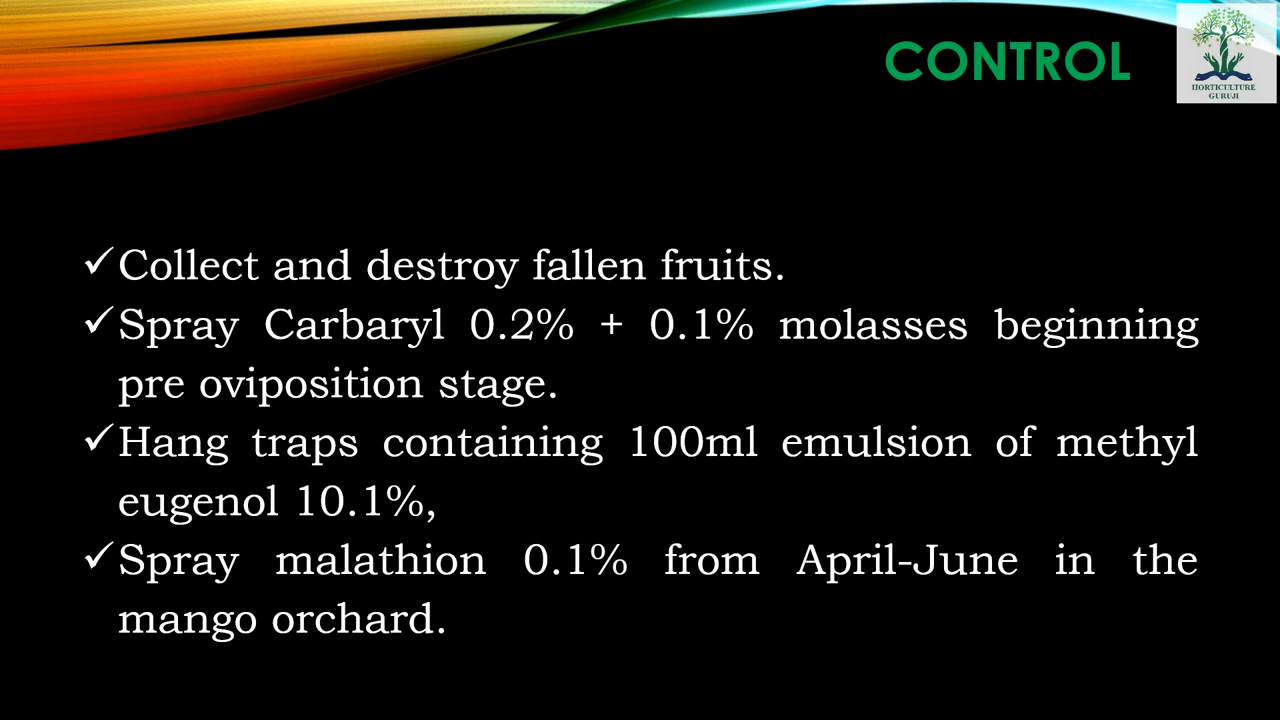 CONTROL
HORTICULTURE
GURUJI
✓Collect and destroy fallen fruits.
✓Spray Carbaryl 0.2% + 0.1% molasses beginning
pre oviposition stage.
✓Hang traps containing 100ml emulsion of methyl
eugenol 10.1%,
✓Spray malathion 0.1% from April-June in the
mango orchard.